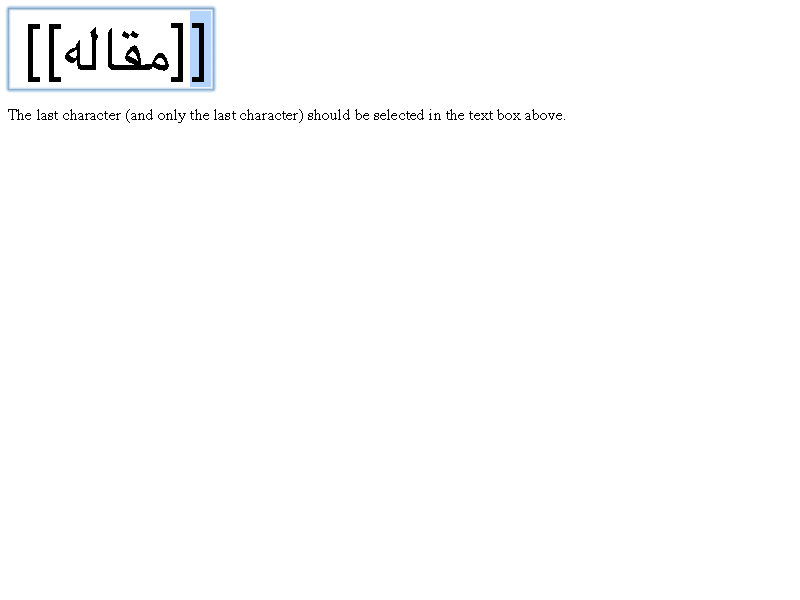 [[مقاله]]
The last character (and only the last character) should be selected in the text box above.